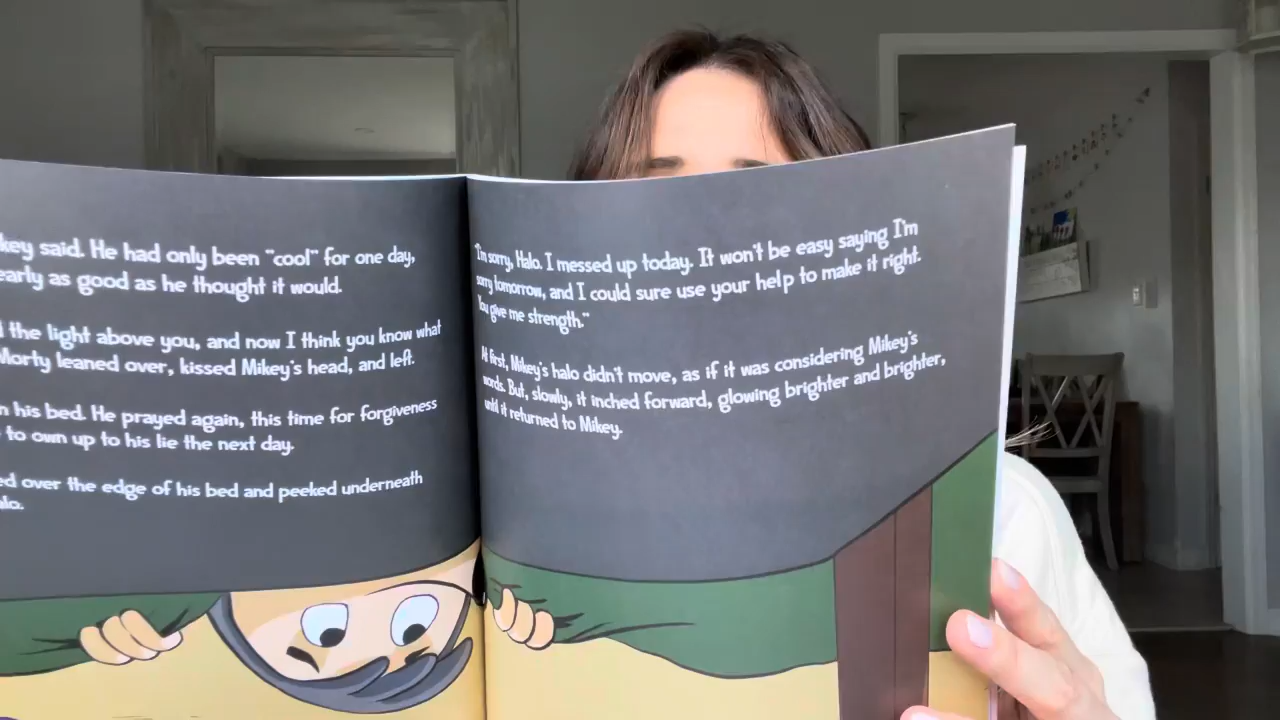 key said. He had only been "cool" for one day,
early as good as he thought it would.
the light above you, and now I think you know what
Morty leaned over, kissed Mikey's head, and left.
his bed. He prayed again, this time for forgiveness
to own up to his lie the next day.
ed over the edge of his bed and peeked underneath
alo.
"I'm sorry, Halo. I messed up today. It won't be easy saying I'm
sorry tomorrow, and I could sure use your help to make it right.
You give me strength."
At first, Mikey's halo didn't move, as if it was considering Mikey's
words. But, slowly, it inched forward, glowing brighter and brighter,
until it returned to Mikey.